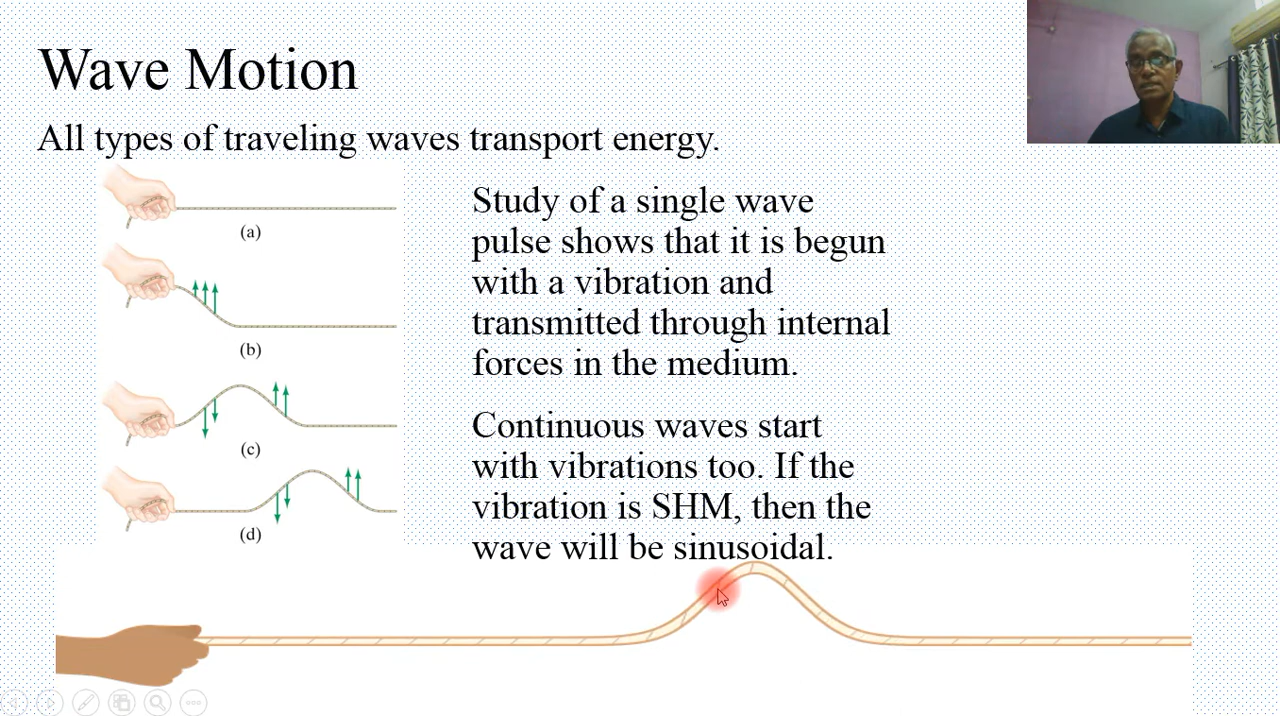 Wave Motion
All types of traveling waves transport energy.
(a)
(b)
(c)
(d)
Study of a single wave
pulse shows that it is begun
with a vibration and
transmitted through internal
forces in the medium.
Continuous waves start
with vibrations too. If the
vibration is SHM, then the
wave will be sinusoidal.